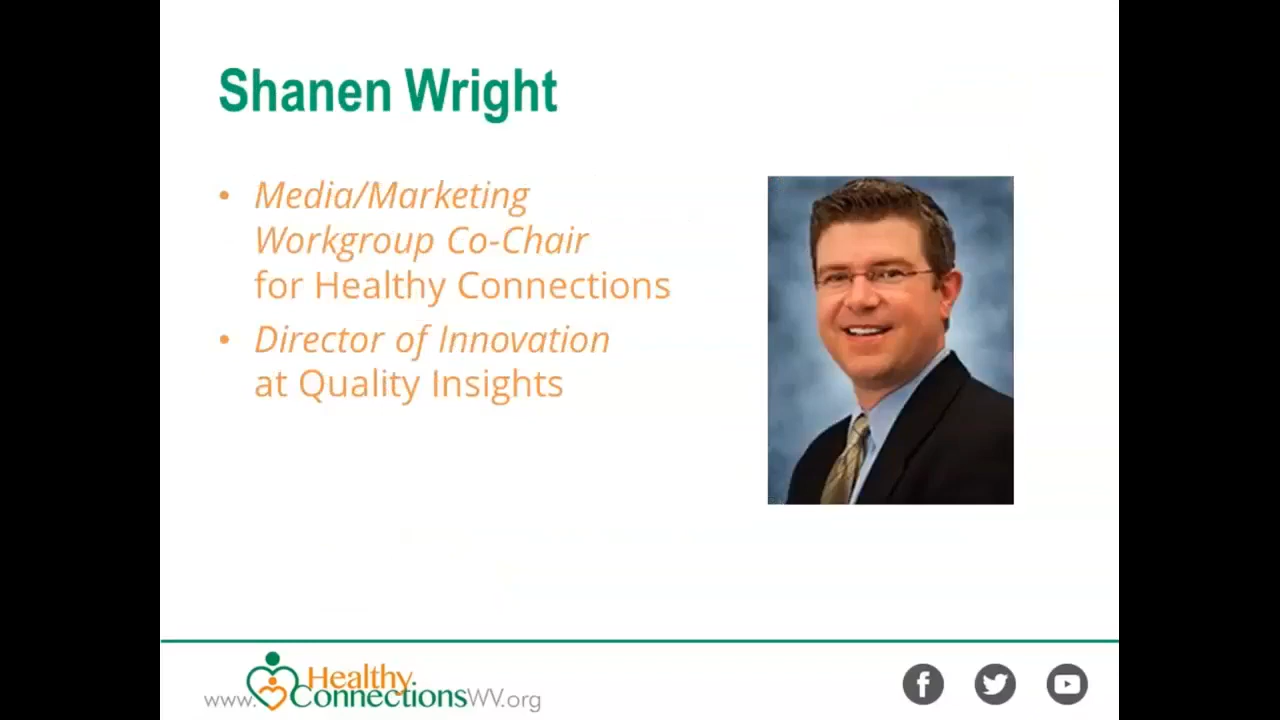 Shanen Wright
• Media/Marketing
Workgroup Co-Chair
for Healthy Connections
• Director of Innovation
at Quality Insights
www.HealthyConnectionsWV.org